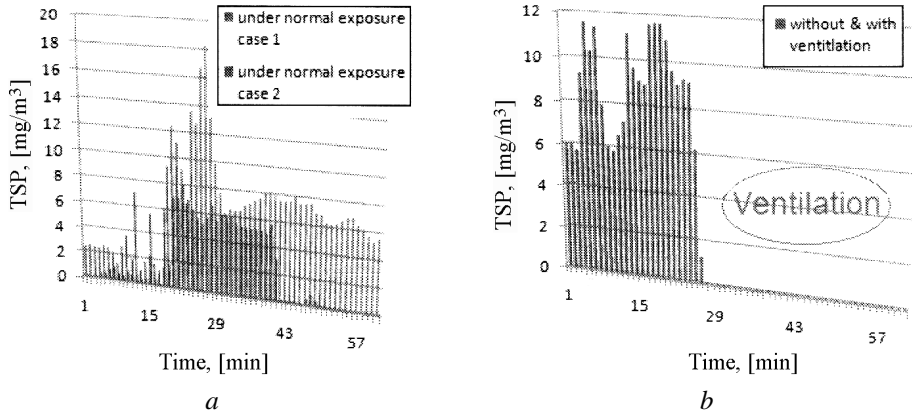 20
18
16
14
12
10
8
6
4
2
0
TSP, [mg/m³]
under normal exposure
case 1
under normal exposure
case 2
1
15
29
43
57
Time, [min]
a
12
10
8
6
4
2
0
TSP, [mg/m³]
without & with
ventitlation
Ventilation
1
15
29
43
57
Time, [min]
b